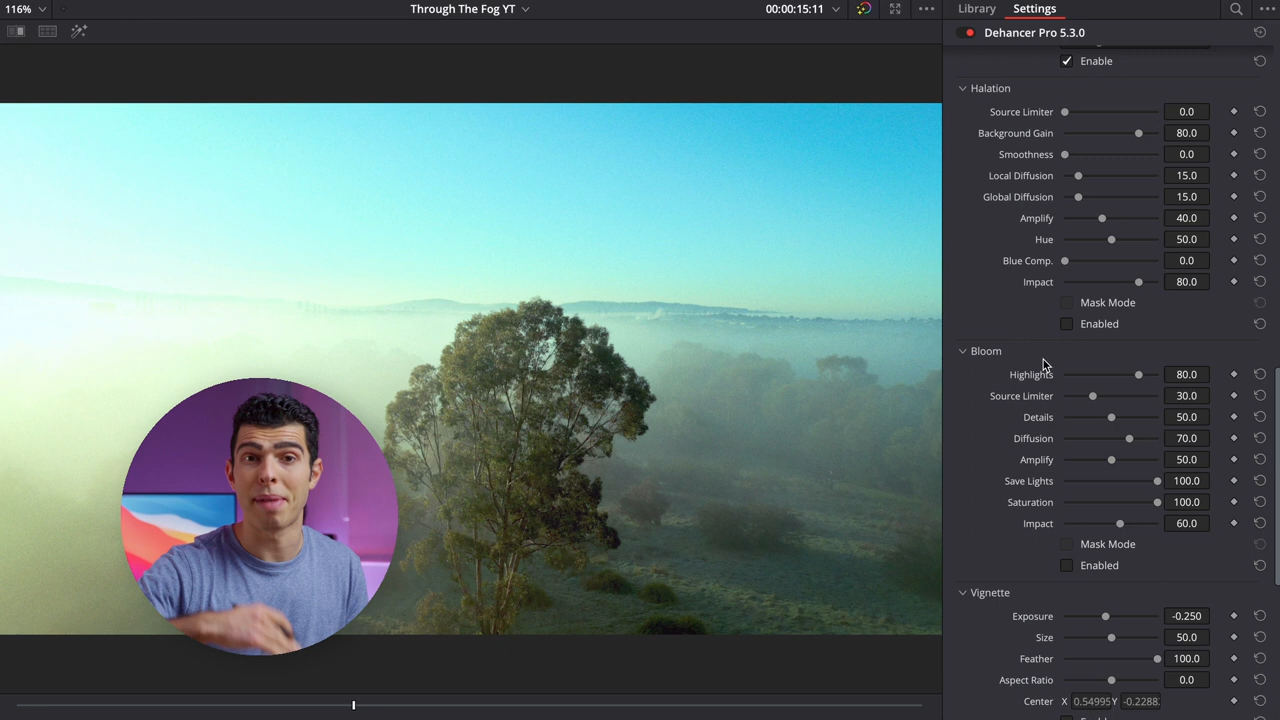 116%
Through The Fog YT
00:00:15:11
Library
Settings
Dehancer Pro 5.3.0
Enable
Halation
Source Limiter 0.0
Background Gain 80.0
Smoothness 0.0
Local Diffusion 15.0
Global Diffusion 15.0
Amplify 40.0
Hue 50.0
Blue Comp. 0.0
Impact 80.0
Mask Mode
Enabled
Bloom
Highlights 80.0
Source Limiter 30.0
Details 50.0
Diffusion 70.0
Amplify 50.0
Save Lights 100.0
Saturation 100.0
Impact 60.0
Mask Mode
Enabled
Vignette
Exposure -0.250
Size 50.0
Feather 100.0
Aspect Ratio 0.0
Center X 0.54995 Y -0.2288